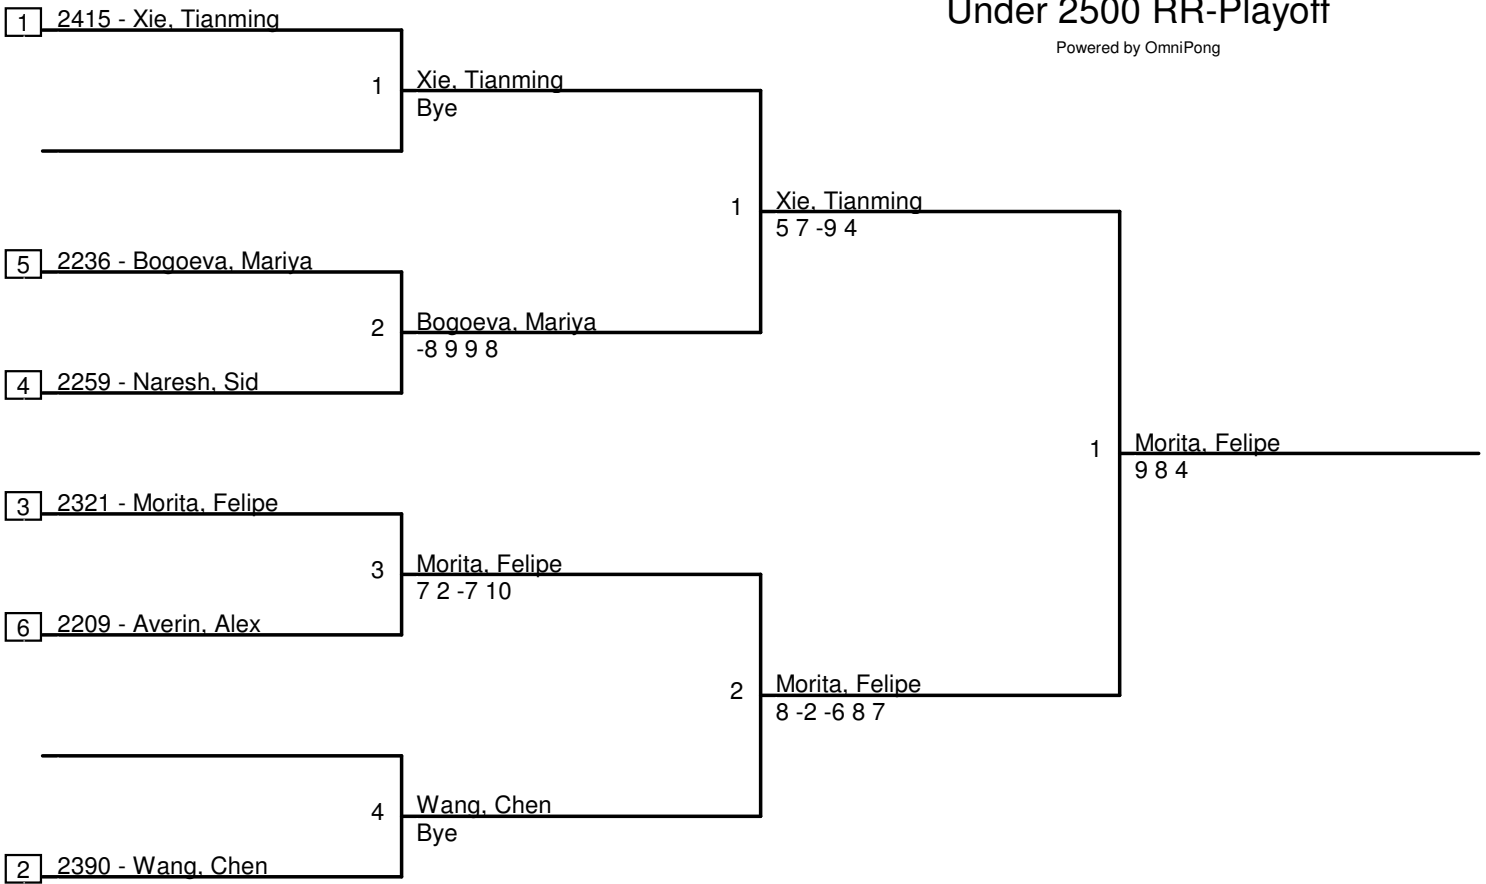 Under 2500 RR-Playoff
Powered by OmniPong
1 2415 - Xie, Tianming
1 Xie, Tianming
Bye
1 Xie, Tianming
5 7 -9 4
5 2236 - Bogoeva, Mariya
2 Bogoeva, Mariya
-8 9 9 8
4 2259 - Naresh, Sid
1 Morita, Felipe
9 8 4
3 2321 - Morita, Felipe
3 Morita, Felipe
7 2 -7 10
6 2209 - Averin, Alex
2 Morita, Felipe
8 -2 -6 8 7
4 Wang, Chen
Bye
2 2390 - Wang, Chen